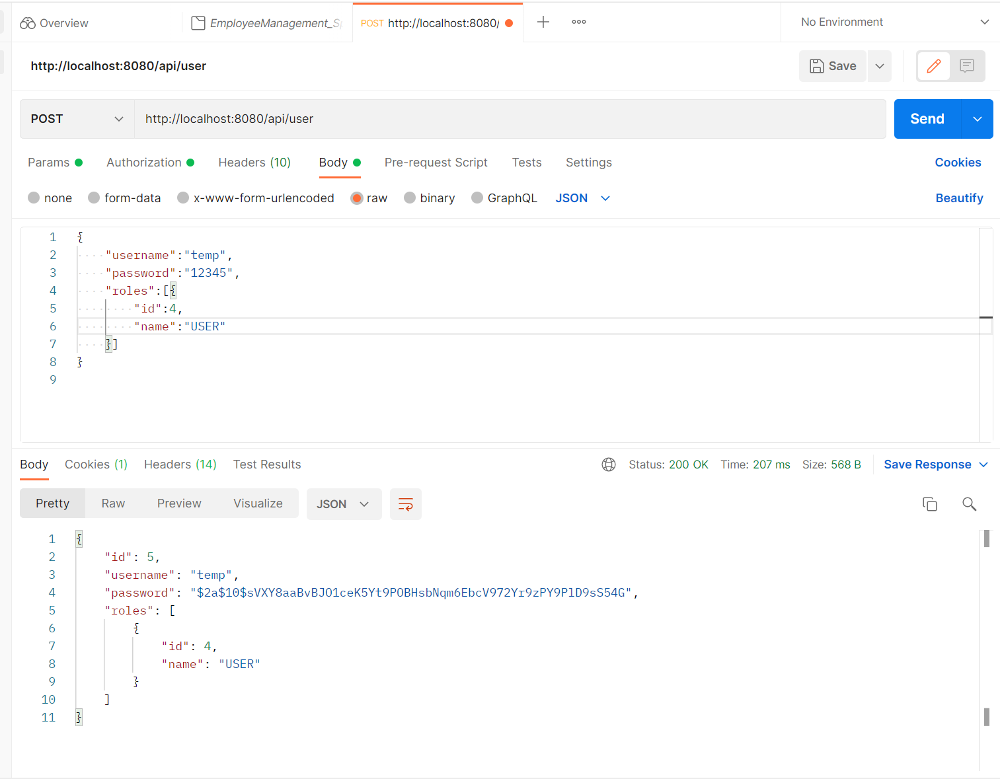 Overview
EmployeeManagement_S
POST http://localhost:8080/
No Environment
http://localhost:8080/api/user
Save
POST
http://localhost:8080/api/user
Send
Params
Authorization
Headers (10)
Body
Pre-request Script
Tests
Settings
Cookies
none
form-data
x-www-form-urlencoded
raw
binary
GraphQL
JSON
Beautify
1 {
2 "username":"temp",
3 "password":"12345",
4 "roles":[{
5 "id":4,
6 "name":"USER"
7 }]
8 }
9
Body
Cookies (1)
Headers (14)
Test Results
Status: 200 OK
Time: 207 ms
Size: 568 B
Save Response
Pretty
Raw
Preview
Visualize
JSON
1 {
2 "id": 5,
3 "username": "temp",
4 "password": "$2a$10$sVXY8aaBvBJO1ceK5Yt9POBHsbNqm6EbcV972Yr9zPY9PlD9sS54G",
5 "roles": [
6 {
7 "id": 4,
8 "name": "USER"
9 }
10 ]
11 }